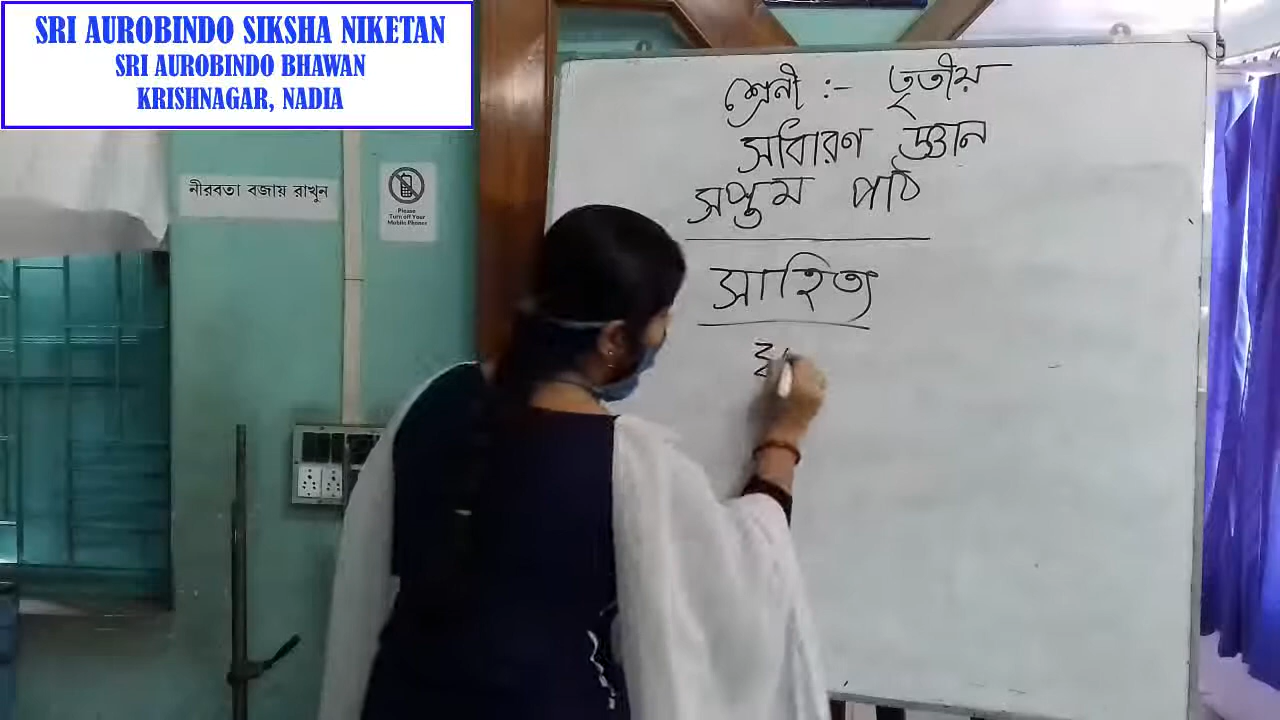 SRI AUROBINDO SIKSHA NIKETAN
SRI AUROBINDO BHAWAN
KRISHNAGAR, NADIA
নীরবতা বজায় রাখুন
Please
Turn off Your
Mobile Phones
শ্রেনী :- তৃতীয়
সাধারণ জ্ঞান
সপ্তম পাঠ
সাহিত্য